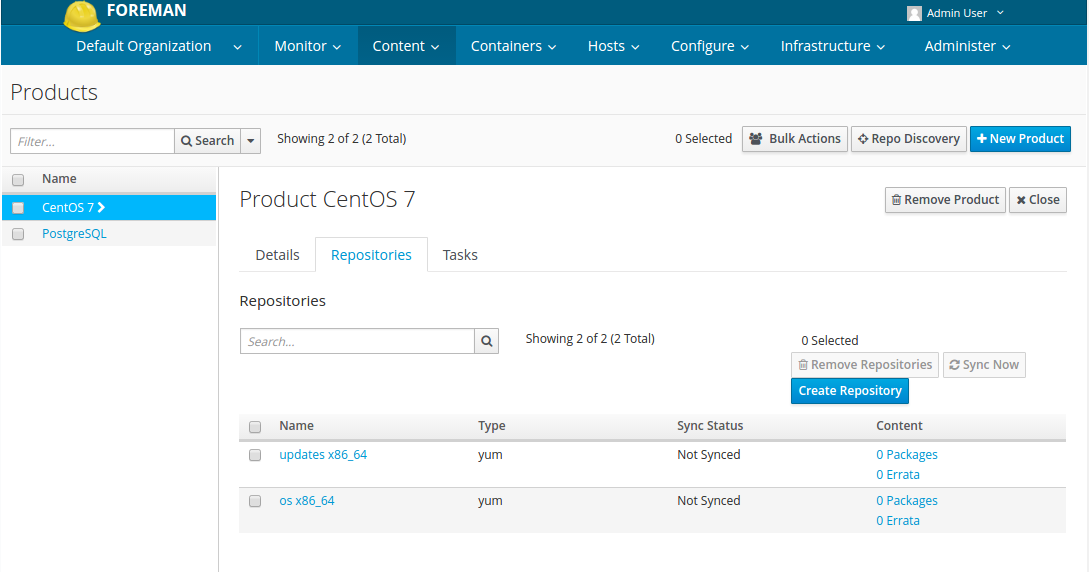 FOREMAN
Admin User
Default Organization Monitor Content Containers Hosts Configure Infrastructure Administer
Products
Filter... Search Showing 2 of 2 (2 Total) 0 Selected Bulk Actions Repo Discovery + New Product
Name
CentOS 7
PostgreSQL
Product CentOS 7 Remove Product Close
Details Repositories Tasks
Repositories
Search... Showing 2 of 2 (2 Total) 0 Selected
Remove Repositories Sync Now
Create Repository
Name Type Sync Status Content
updates x86_64 yum Not Synced 0 Packages
0 Errata
os x86_64 yum Not Synced 0 Packages
0 Errata